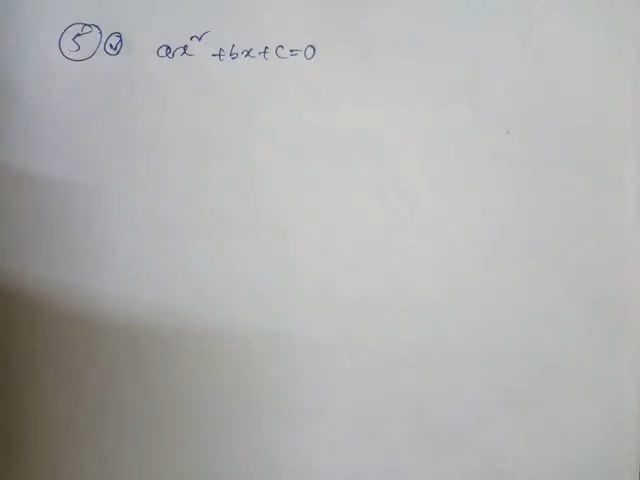 5 ax² + bx + c = 0